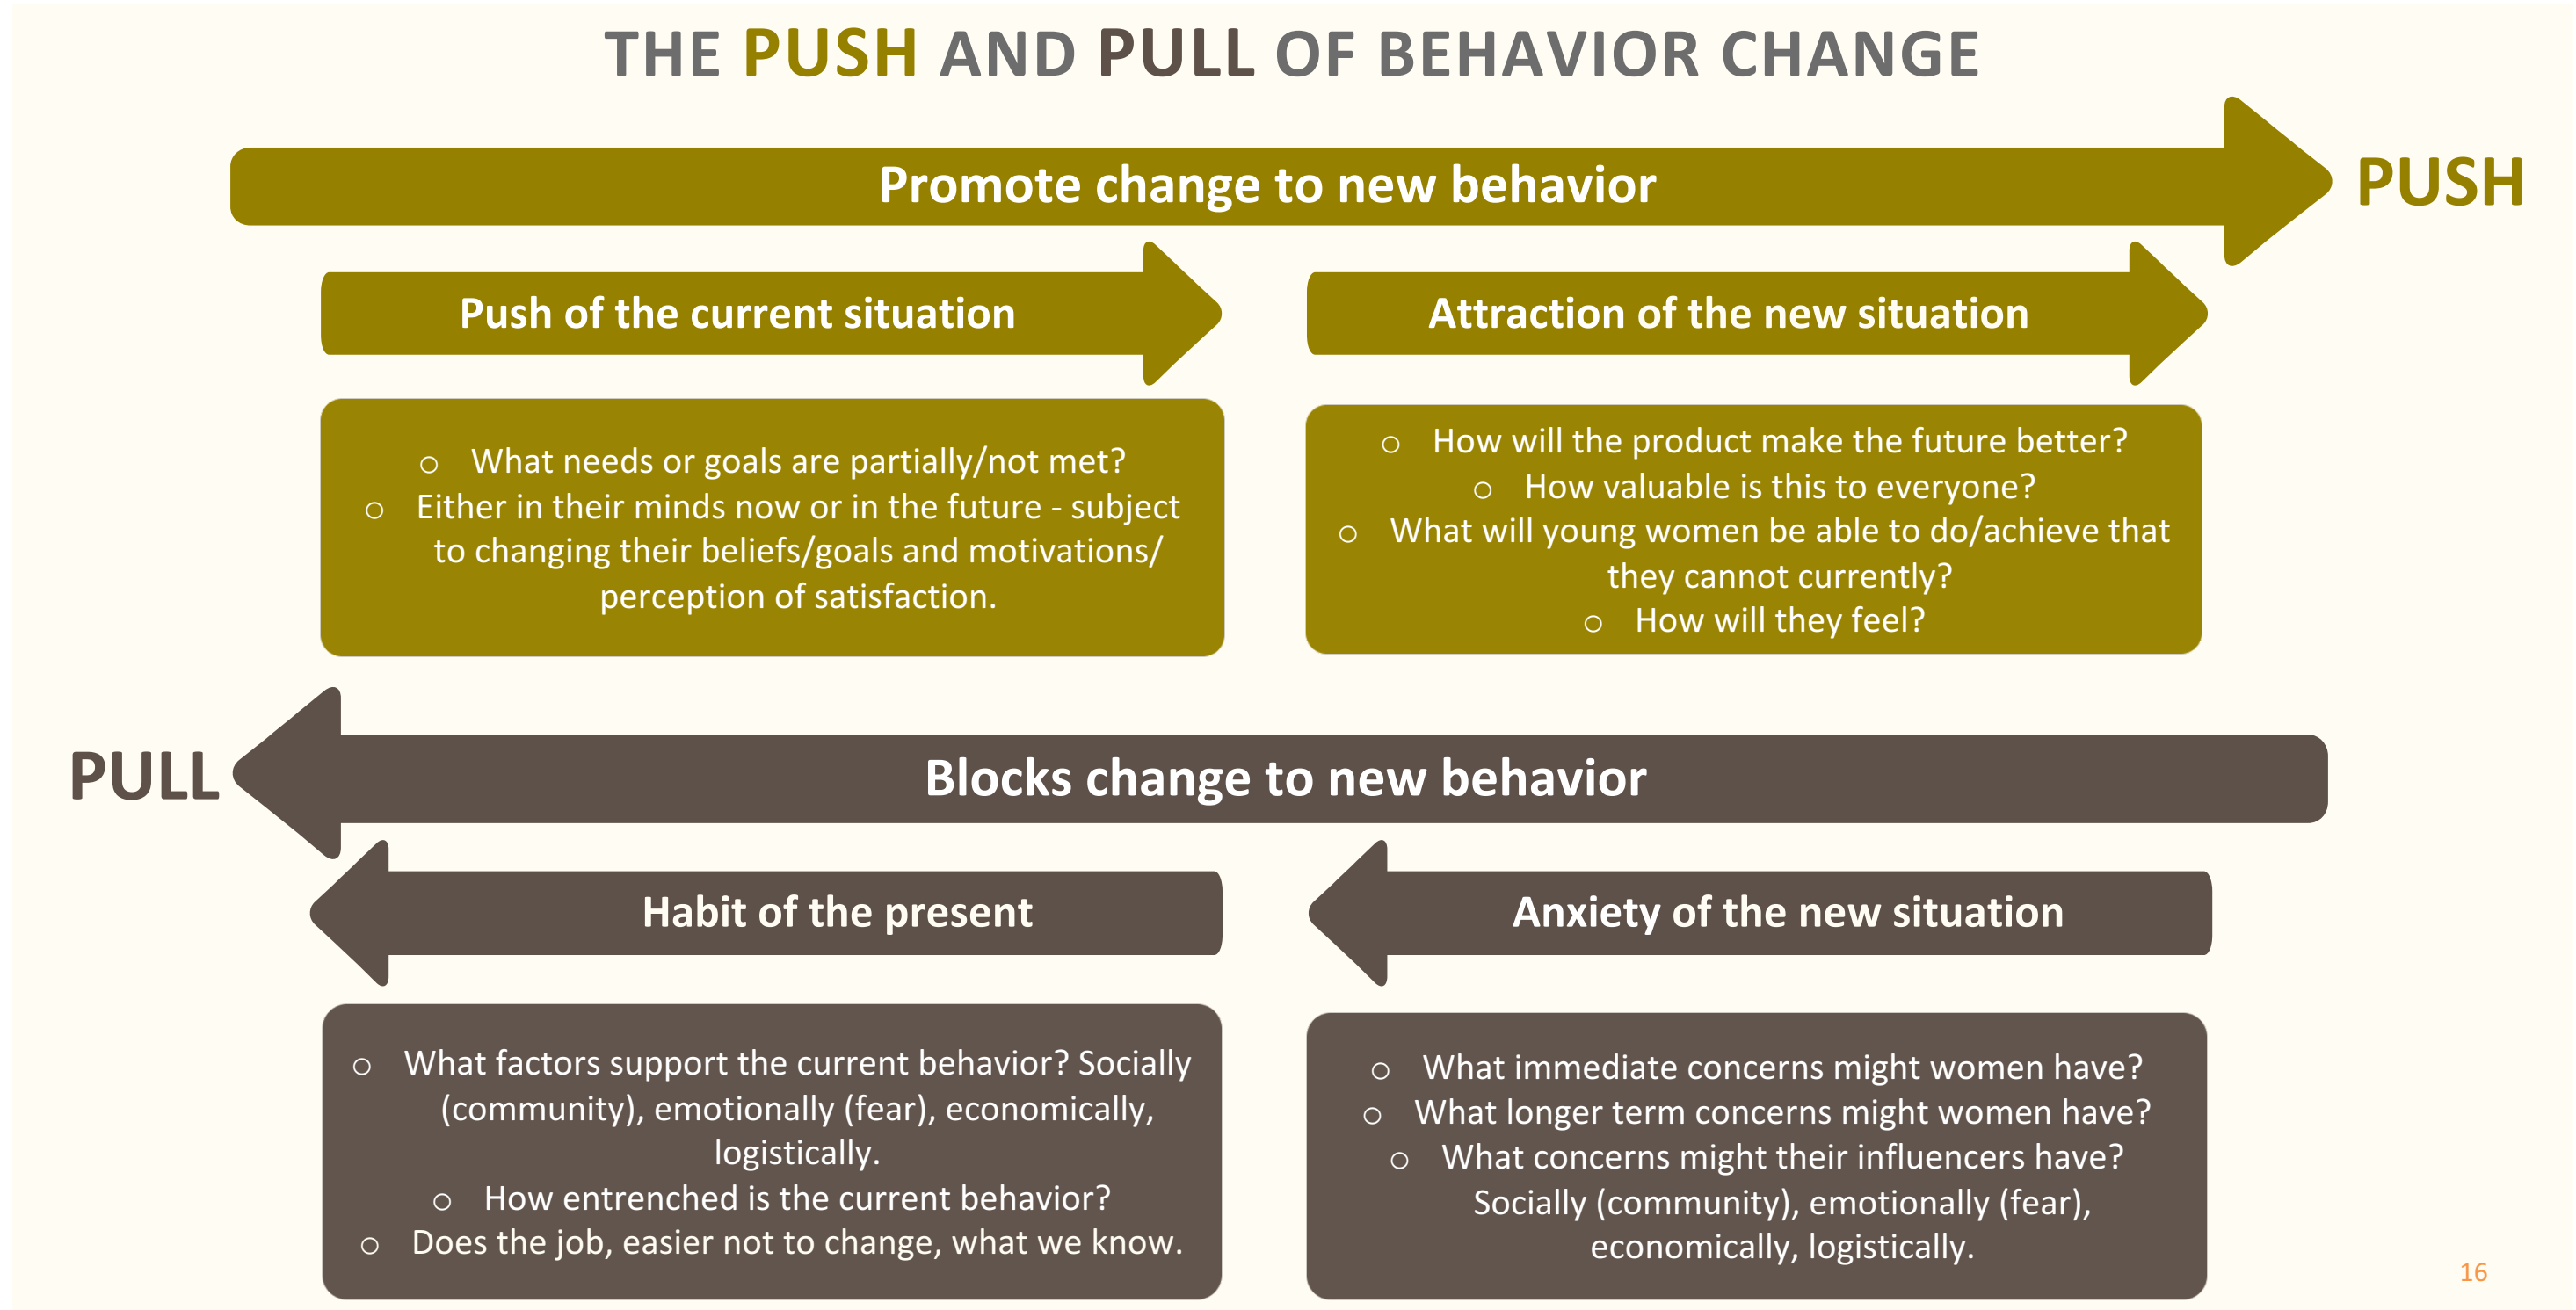 THE PUSH AND PULL OF BEHAVIOR CHANGE
Promote change to new behavior
PUSH
Push of the current situation
o What needs or goals are partially/not met?
o Either in their minds now or in the future - subject
to changing their beliefs/goals and motivations/
perception of satisfaction.
Attraction of the new situation
o How will the product make the future better?
o How valuable is this to everyone?
o What will young women be able to do/achieve that
they cannot currently?
o How will they feel?
PULL
Blocks change to new behavior
Habit of the present
o What factors support the current behavior? Socially
(community), emotionally (fear), economically,
logistically.
o How entrenched is the current behavior?
o Does the job, easier not to change, what we know.
Anxiety of the new situation
o What immediate concerns might women have?
o What longer term concerns might women have?
o What concerns might their influencers have?
Socially (community), emotionally (fear),
economically, logistically.
16